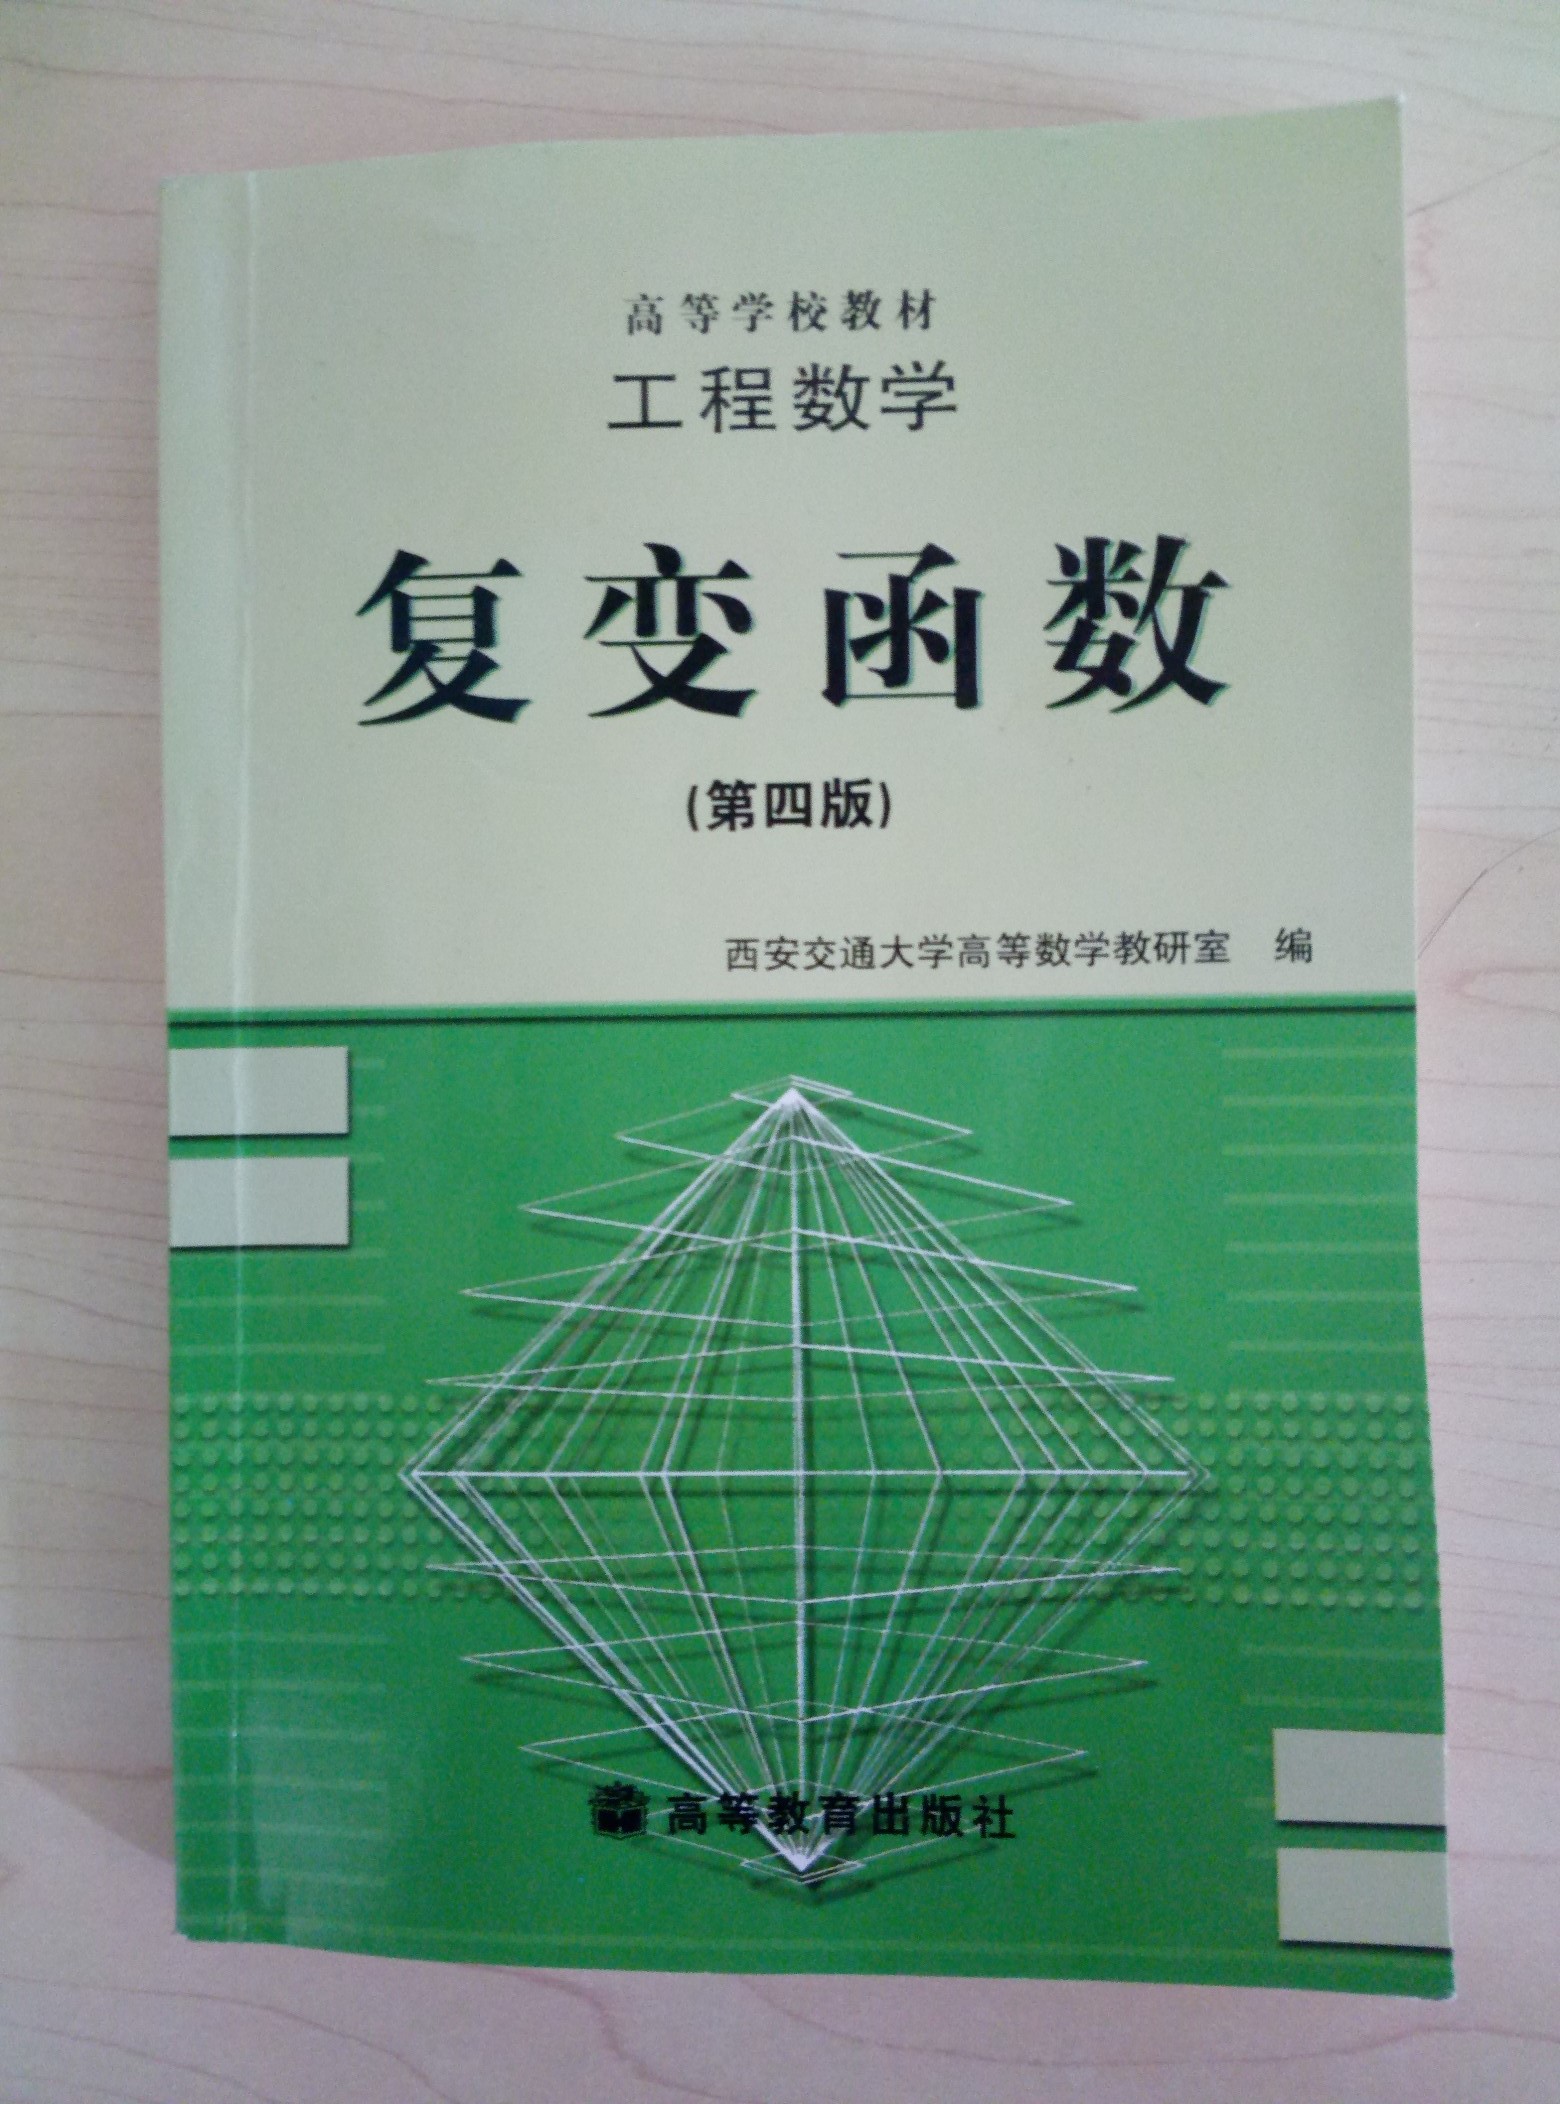 高等学校教材
工程数学
复变函数
(第四版)
西安交通大学高等数学教研室 编
高等教育出版社